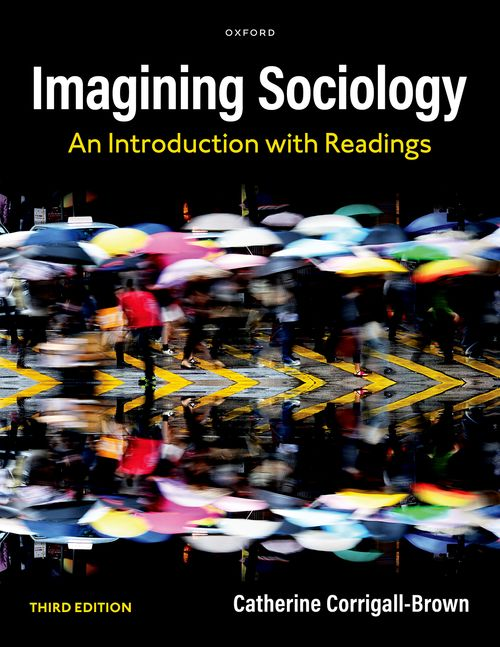 OXFORD
Imagining Sociology
An Introduction with Readings
THIRD EDITION
Catherine Corrigall-Brown